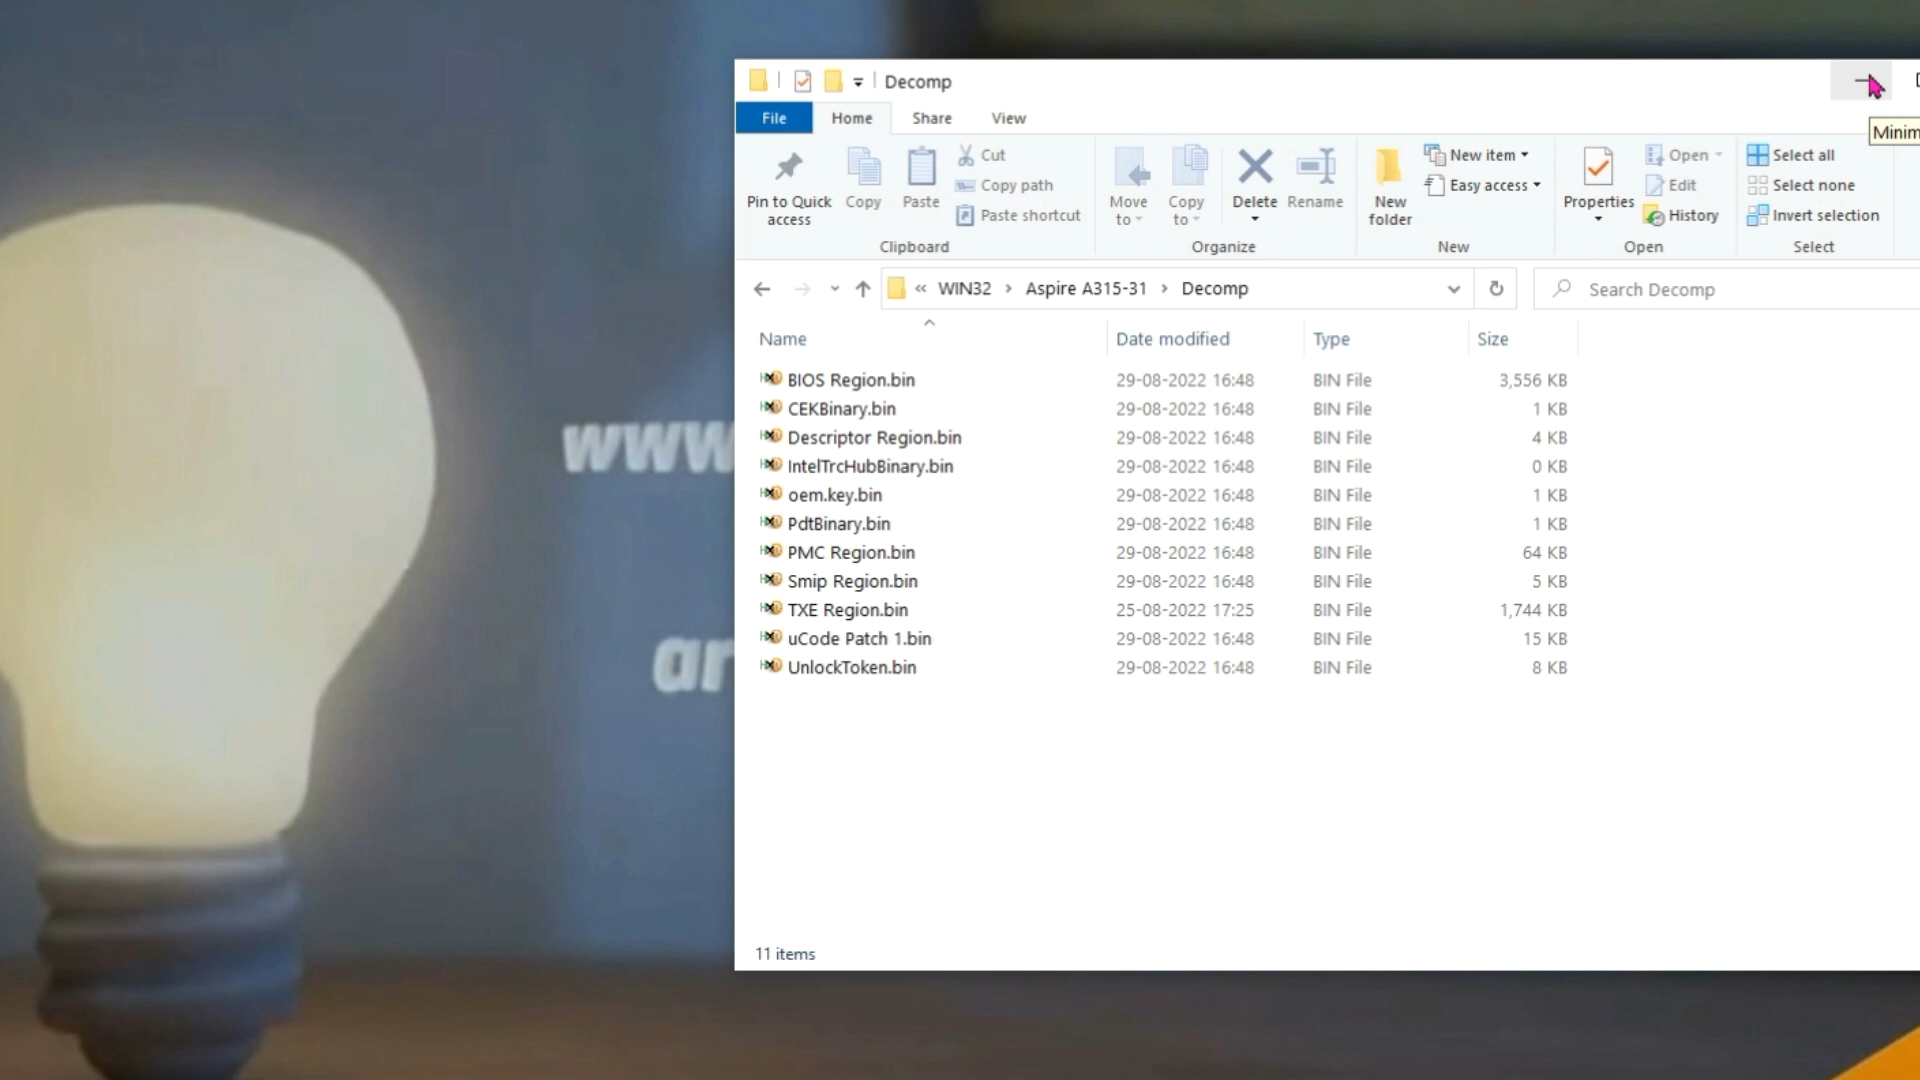 Decomp
Minim
File Home Share View
Pin to Quick access
Copy
Paste
Cut
Copy path
Paste shortcut
Clipboard
Move to
Copy to
Delete
Rename
Organize
New folder
New item
Easy access
New
Properties
Open
Edit
History
Open
Select all
Select none
Invert selection
Select
« WIN32 › Aspire A315-31 › Decomp
Search Decomp
Name Date modified Type Size
BIOS Region.bin 29-08-2022 16:48 BIN File 3,556 KB
CEKBinary.bin 29-08-2022 16:48 BIN File 1 KB
Descriptor Region.bin 29-08-2022 16:48 BIN File 4 KB
IntelTrcHubBinary.bin 29-08-2022 16:48 BIN File 0 KB
oem.key.bin 29-08-2022 16:48 BIN File 1 KB
PdtBinary.bin 29-08-2022 16:48 BIN File 1 KB
PMC Region.bin 29-08-2022 16:48 BIN File 64 KB
Smip Region.bin 29-08-2022 16:48 BIN File 5 KB
TXE Region.bin 25-08-2022 17:25 BIN File 1,744 KB
uCode Patch 1.bin 29-08-2022 16:48 BIN File 15 KB
UnlockToken.bin 29-08-2022 16:48 BIN File 8 KB
11 items
www
ar